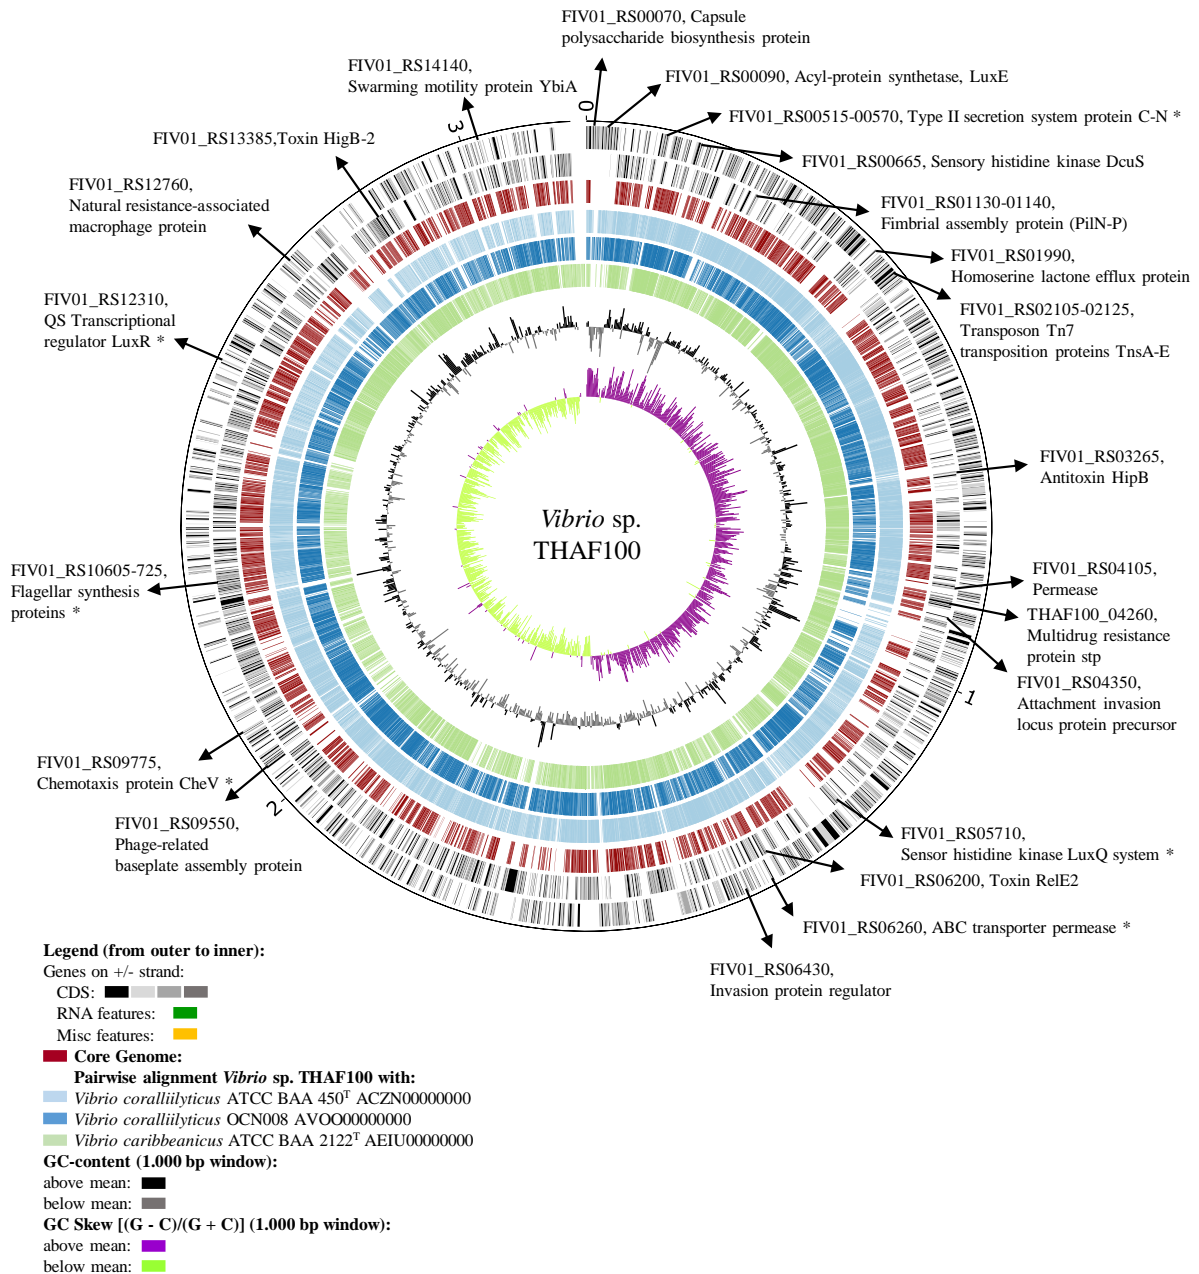 FIV01_RS00070, Capsule
polysaccharide biosynthesis protein
FIV01_RS14140,
Swarming motility protein YbiA
FIV01_RS00090, Acyl-protein synthetase, LuxE
FIV01_RS00515-00570, Type II secretion system protein C-N *
FIV01_RS13385,Toxin HigB-2
FIV01_RS00665, Sensory histidine kinase DcuS
FIV01_RS12760,
Natural resistance-associated
macrophage protein
FIV01_RS01130-01140,
Fimbrial assembly protein (PilN-P)
FIV01_RS01990,
Homoserine lactone efflux protein
FIV01_RS12310,
QS Transcriptional
regulator LuxR *
FIV01_RS02105-02125,
Transposon Tn7
transposition proteins TnsA-E
FIV01_RS03265,
Antitoxin HipB
Vibrio sp.
THAF100
FIV01_RS10605-725,
Flagellar synthesis
proteins *
FIV01_RS04105,
Permease
THAF100_04260,
Multidrug resistance
protein stp
FIV01_RS04350,
Attachment invasion
locus protein precursor
FIV01_RS09775,
Chemotaxis protein CheV *
FIV01_RS09550,
Phage-related
baseplate assembly protein
FIV01_RS05710,
Sensor histidine kinase LuxQ system *
FIV01_RS06200, Toxin RelE2
FIV01_RS06260, ABC transporter permease *
FIV01_RS06430,
Invasion protein regulator
0
1
2
3
Legend (from outer to inner):
Genes on +/- strand:
CDS:
RNA features:
Misc features:
Core Genome:
Pairwise alignment Vibrio sp. THAF100 with:
Vibrio coralliilyticus ATCC BAA 450ᵀ ACZN00000000
Vibrio coralliilyticus OCN008 AVOO00000000
Vibrio caribbeanicus ATCC BAA 2122ᵀ AEIU00000000
GC-content (1.000 bp window):
above mean:
below mean:
GC Skew [(G - C)/(G + C)] (1.000 bp window):
above mean:
below mean: